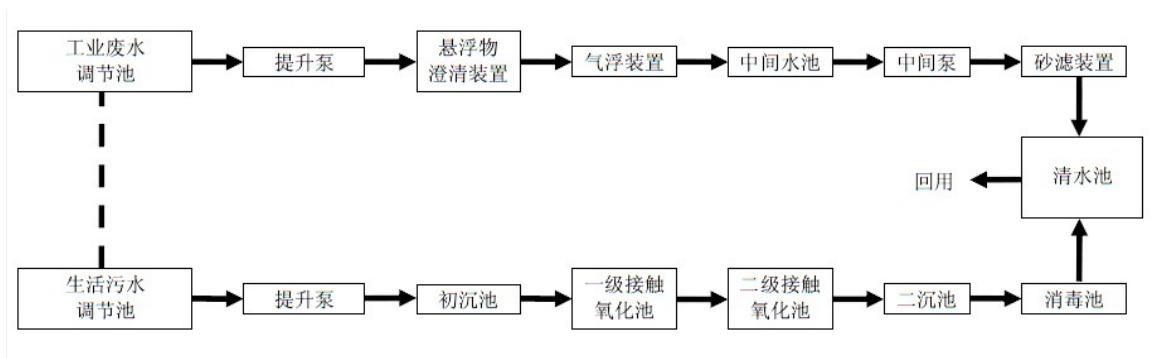 工业废水
调节池
提升泵
悬浮物
澄清装置
气浮装置
中间水池
中间泵
砂滤装置
清水池
回用
生活污水
调节池
提升泵
初沉池
一级接触
氧化池
二级接触
氧化池
二沉池
消毒池